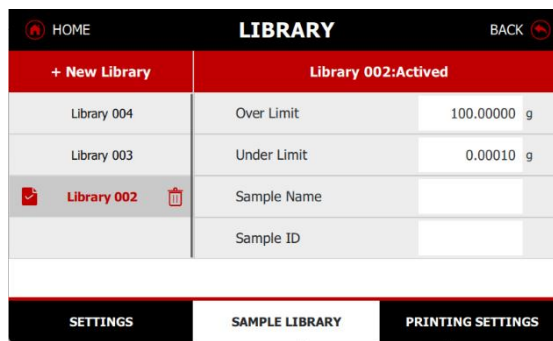 HOME LIBRARY BACK
+ New Library Library 002:Actived
Library 004 Over Limit 100.00000 g
Library 003 Under Limit 0.00010 g
Library 002 Sample Name
Sample ID
SETTINGS SAMPLE LIBRARY PRINTING SETTINGS